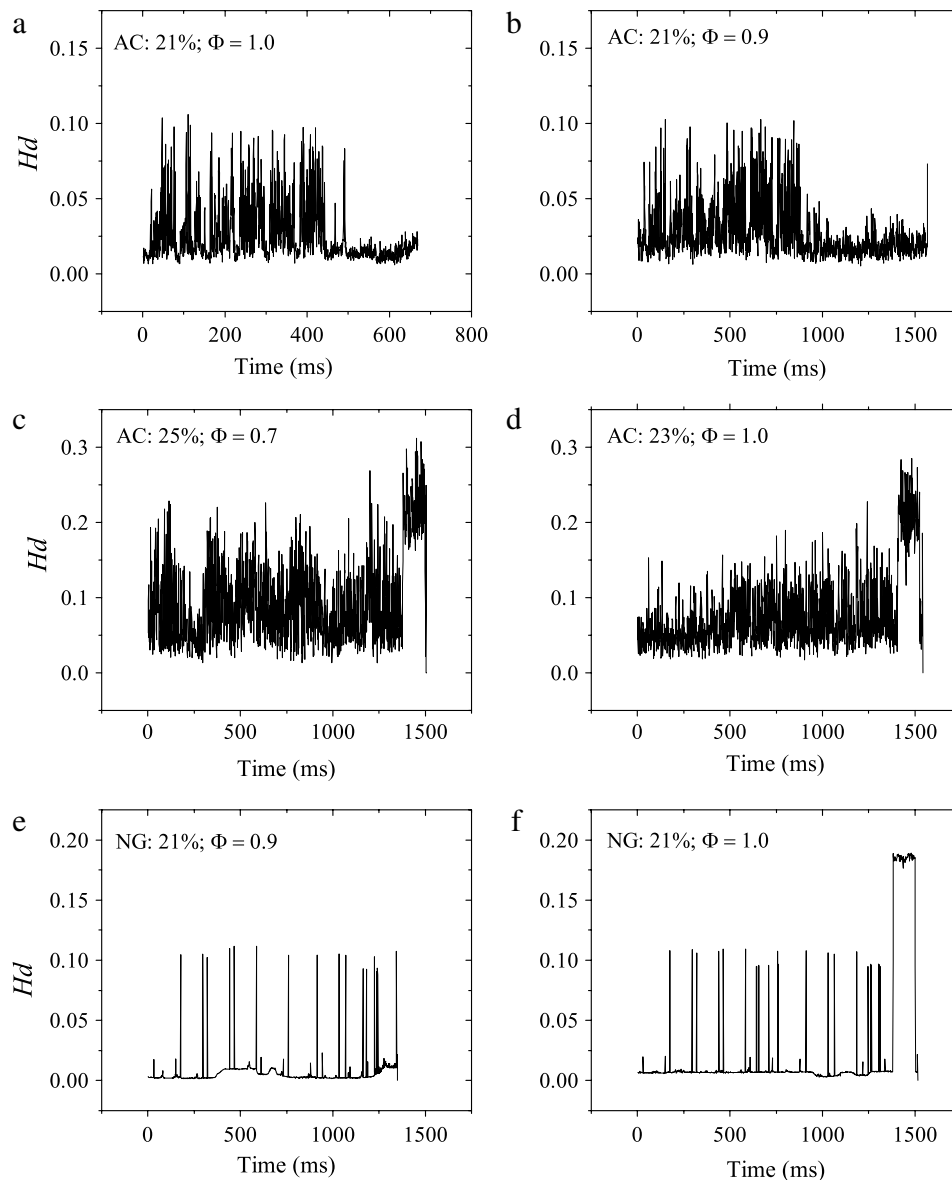 a
AC: 21%; Φ = 1.0
0.15
0.10
0.05
0.00
Hd
0 200 400 600 800
Time (ms)
b
AC: 21%; Φ = 0.9
0.15
0.10
0.05
0.00
0 500 1000 1500
Time (ms)
c
AC: 25%; Φ = 0.7
0.3
0.2
0.1
0.0
Hd
0 500 1000 1500
Time (ms)
d
AC: 23%; Φ = 1.0
0.3
0.2
0.1
0.0
0 500 1000 1500
Time (ms)
e
NG: 21%; Φ = 0.9
0.20
0.15
0.10
0.05
0.00
Hd
0 500 1000 1500
Time (ms)
f
NG: 21%; Φ = 1.0
0.20
0.15
0.10
0.05
0.00
0 500 1000 1500
Time (ms)